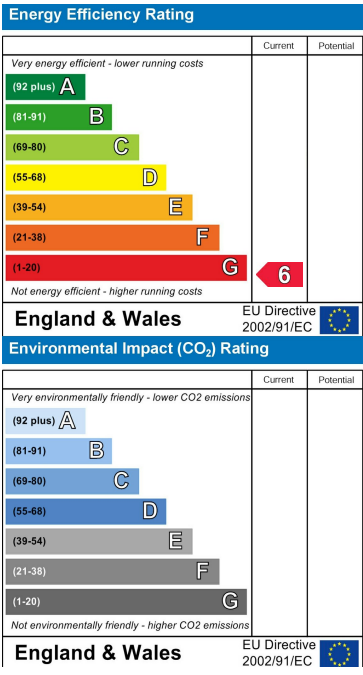 Energy Efficiency Rating
Current Potential
Very energy efficient - lower running costs
(92 plus) A
(81-91) B
(69-80) C
(55-68) D
(39-54) E
(21-38) F
(1-20) G 6
Not energy efficient - higher running costs
England & Wales
EU Directive
2002/91/EC
Environmental Impact (CO₂) Rating
Current Potential
Very environmentally friendly - lower CO2 emissions
(92 plus) A
(81-91) B
(69-80) C
(55-68) D
(39-54) E
(21-38) F
(1-20) G
Not environmentally friendly - higher CO2 emissions
England & Wales
EU Directive
2002/91/EC